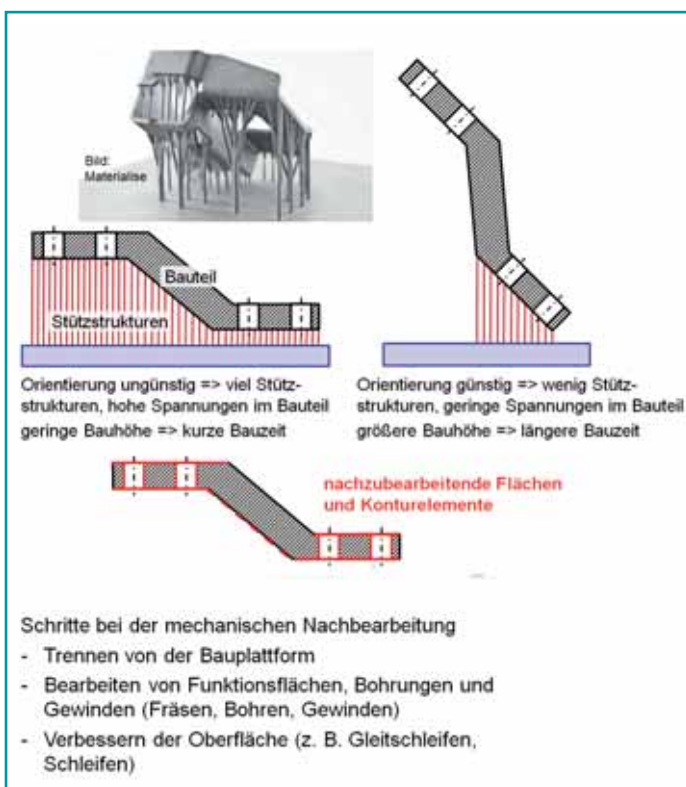 Bild:
Materialise
Bauteil
Stützstrukturen
Orientierung ungünstig => viel Stütz-
strukturen, hohe Spannungen im Bauteil
geringe Bauhöhe => kurze Bauzeit
Orientierung günstig => wenig Stütz-
strukturen, geringe Spannungen im Bauteil
größere Bauhöhe => längere Bauzeit
nachzubearbeitende Flächen
und Konturelemente
Schritte bei der mechanischen Nachbearbeitung
- Trennen von der Bauplattform
- Bearbeiten von Funktionsflächen, Bohrungen und
Gewinden (Fräsen, Bohren, Gewinden)
- Verbessern der Oberfläche (z. B. Gleitschleifen,
Schleifen)